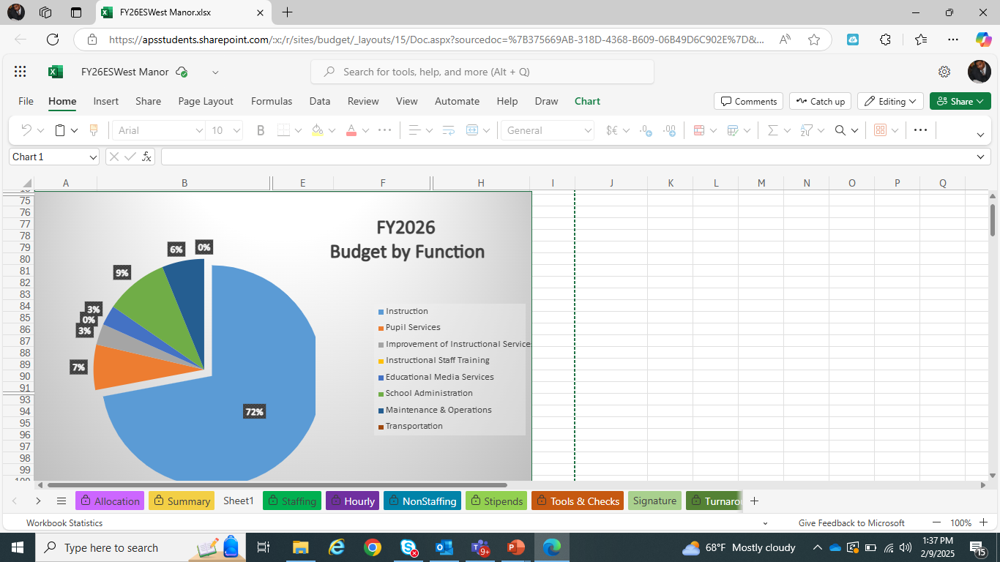 FY26ESWest Manor.xlsx
https://apsstudents.sharepoint.com/:x:/r/sites/budget/_layouts/15/Doc.aspx?sourcedoc=%7B375669AB-318D-4368-B609-06B49D6C902E%7D&...
FY26ESWest Manor
Search for tools, help, and more (Alt + Q)
File Home Insert Share Page Layout Formulas Data Review View Automate Help Draw Chart
Comments Catch up Editing Share
Arial 10 B A General $€ .00
Chart 1 fx
A B E F H I J K L M N O P Q
75
76
77
78
79
80
81
82
83
84
85
86
87
88
89
90
91
93
94
95
96
97
98
99
100
FY2026
Budget by Function
0%
6%
9%
3%
0%
3%
7%
72%
Instruction
Pupil Services
Improvement of Instructional Service
Instructional Staff Training
Educational Media Services
School Administration
Maintenance & Operations
Transportation
Allocation Summary Sheet1 Staffing Hourly NonStaffing Stipends Tools & Checks Signature Turnaro
Workbook Statistics Give Feedback to Microsoft 100%
Type here to search
9+
68°F Mostly cloudy
1:37 PM
2/9/2025
15